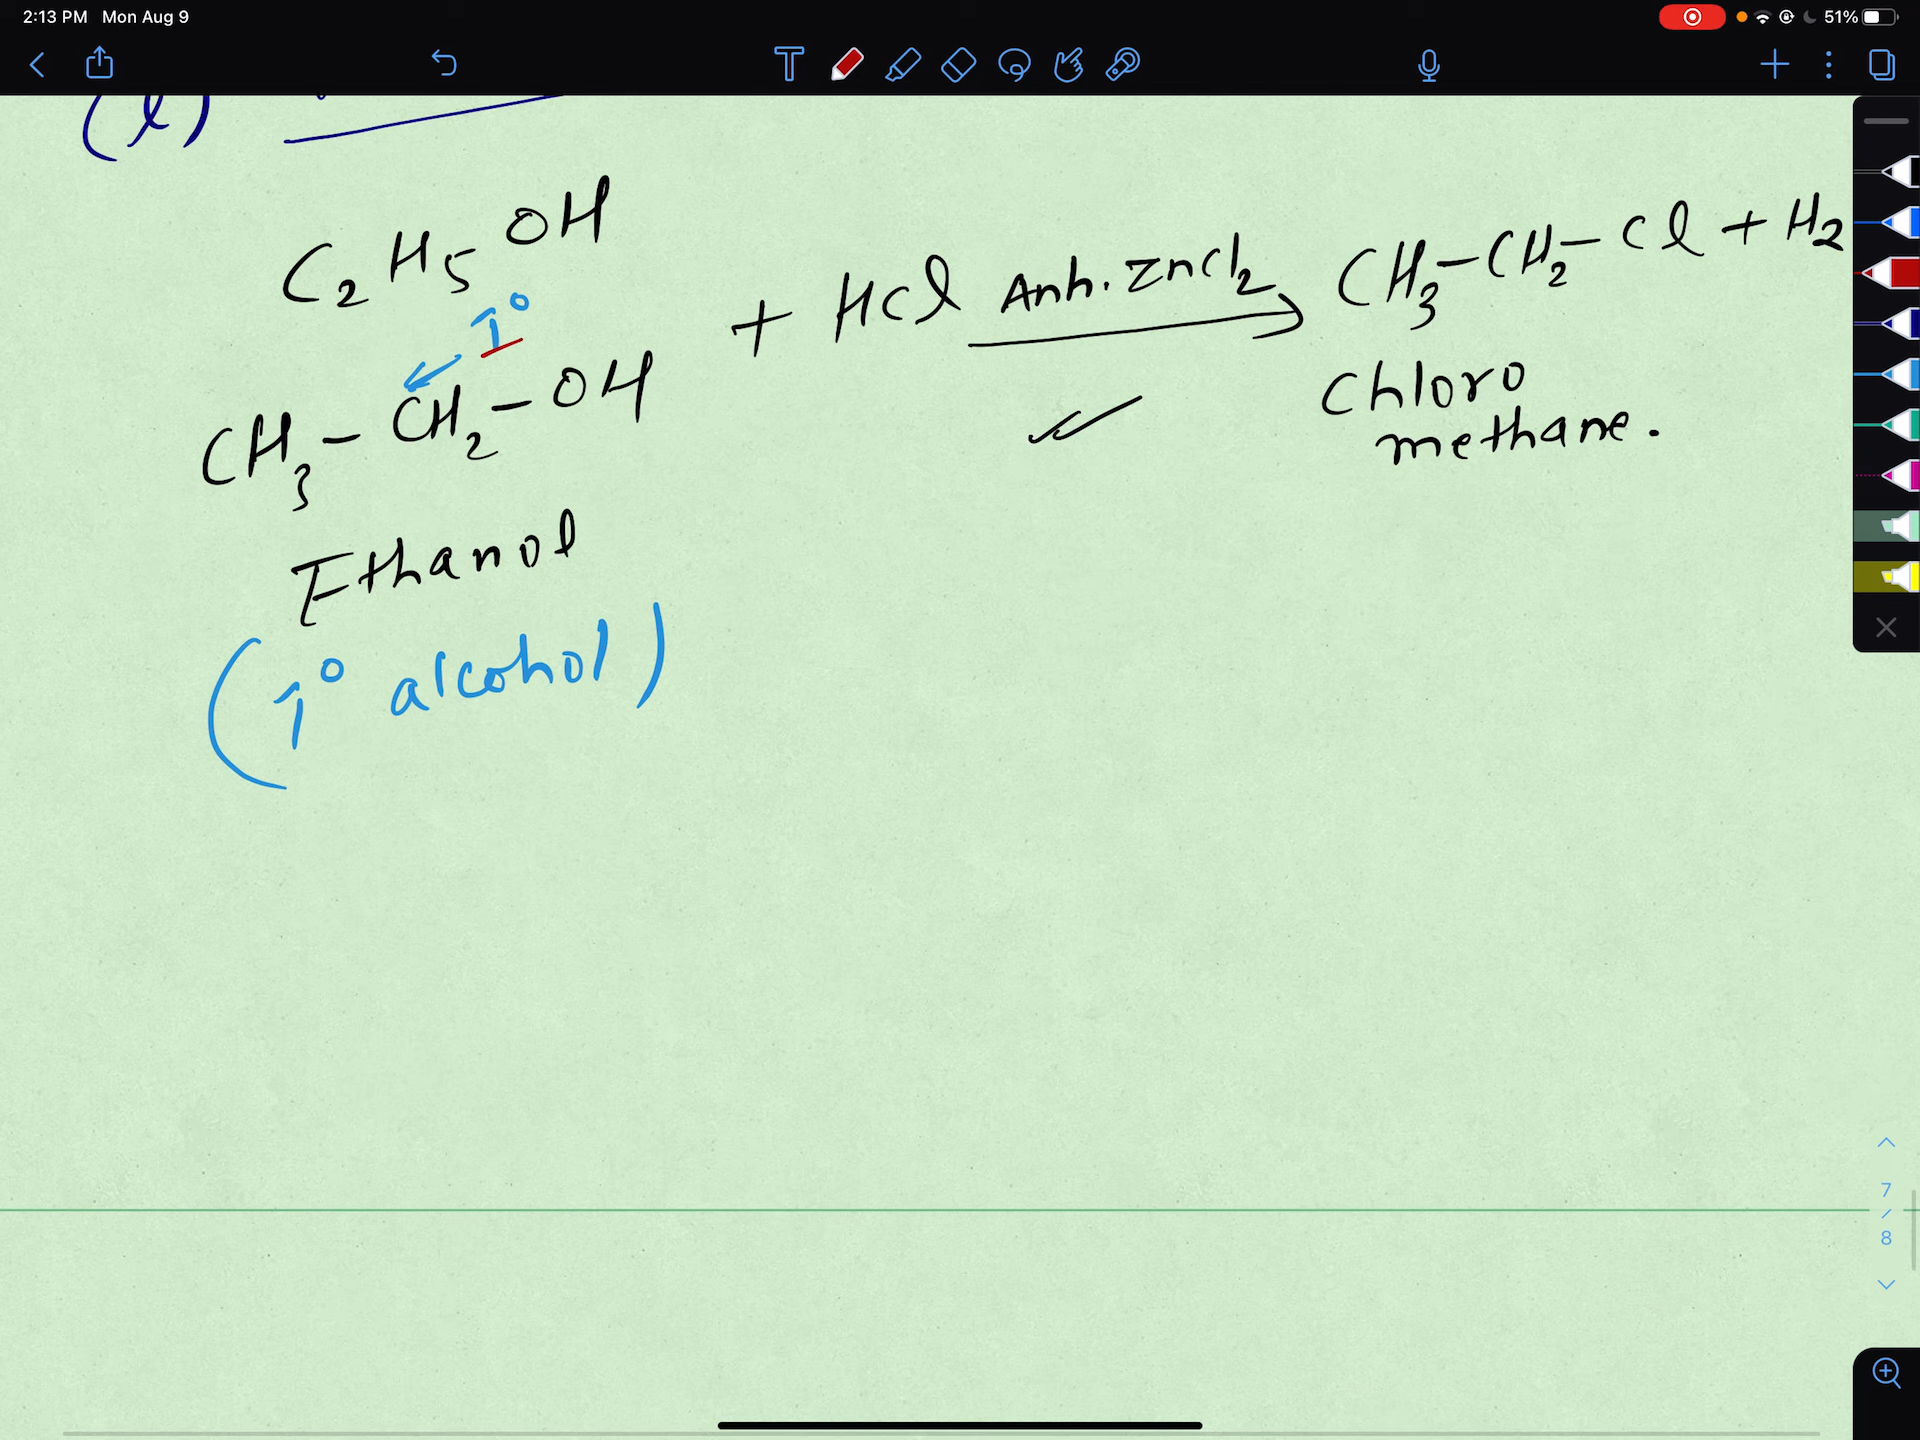 2:13 PM Mon Aug 9
51%
(l)
C2H5OH
1°
CH3-CH2-OH + HCl Anh. ZnCl2 CH3-CH2-Cl + H2
Chloro
methane.
Ethanol
(1° alcohol)
7
/
8